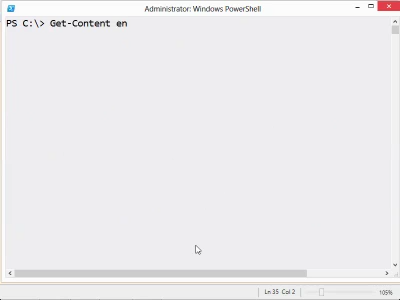 Administrator: Windows PowerShell
PS C:\> Get-Content en
Ln 35 Col 2
105%